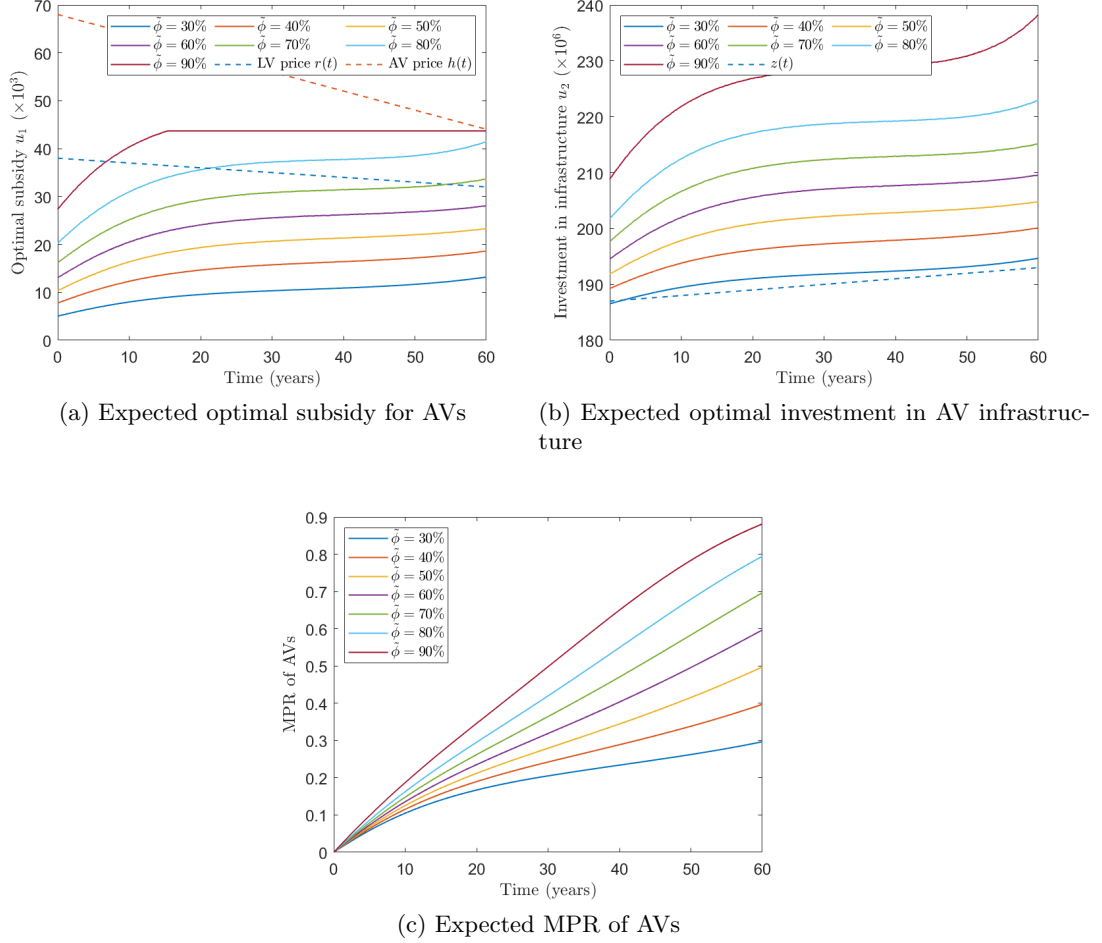 70
60
50
40
30
20
10
0
Optimal subsidy u₁ (×10³)
φ̃ = 30% φ̃ = 40% φ̃ = 50%
φ̃ = 60% φ̃ = 70% φ̃ = 80%
φ̃ = 90% LV price r(t) AV price h(t)
0 10 20 30 40 50 60
Time (years)
(a) Expected optimal subsidy for AVs
240
230
220
210
200
190
180
Investment in infrastructure u₂ (×10⁶)
φ̃ = 30% φ̃ = 40% φ̃ = 50%
φ̃ = 60% φ̃ = 70% φ̃ = 80%
φ̃ = 90% z(t)
0 10 20 30 40 50 60
Time (years)
(b) Expected optimal investment in AV infrastruc-
ture
0.9
0.8
0.7
0.6
0.5
0.4
0.3
0.2
0.1
0
MPR of AVs
φ̃ = 30%
φ̃ = 40%
φ̃ = 50%
φ̃ = 60%
φ̃ = 70%
φ̃ = 80%
φ̃ = 90%
0 10 20 30 40 50 60
Time (years)
(c) Expected MPR of AVs